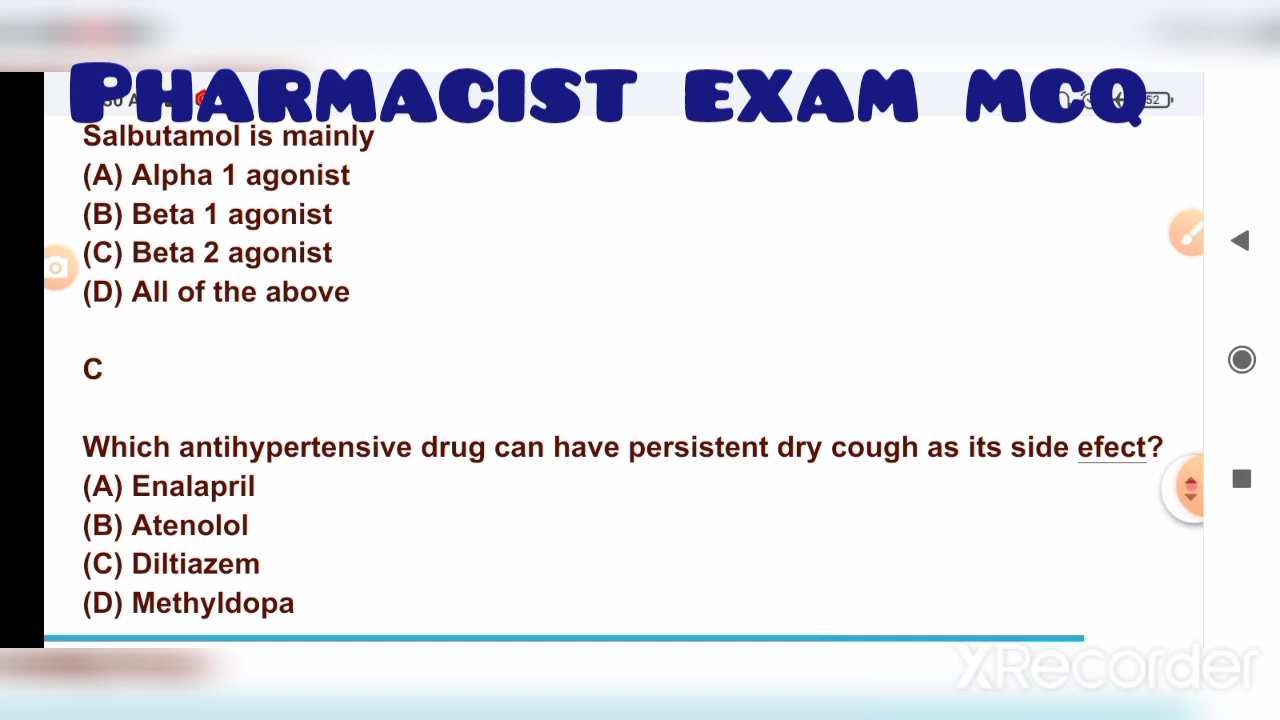 PHARMACIST EXAM MCQ
52
Salbutamol is mainly
(A) Alpha 1 agonist
(B) Beta 1 agonist
(C) Beta 2 agonist
(D) All of the above
C
Which antihypertensive drug can have persistent dry cough as its side efect?
(A) Enalapril
(B) Atenolol
(C) Diltiazem
(D) Methyldopa
XRecorder